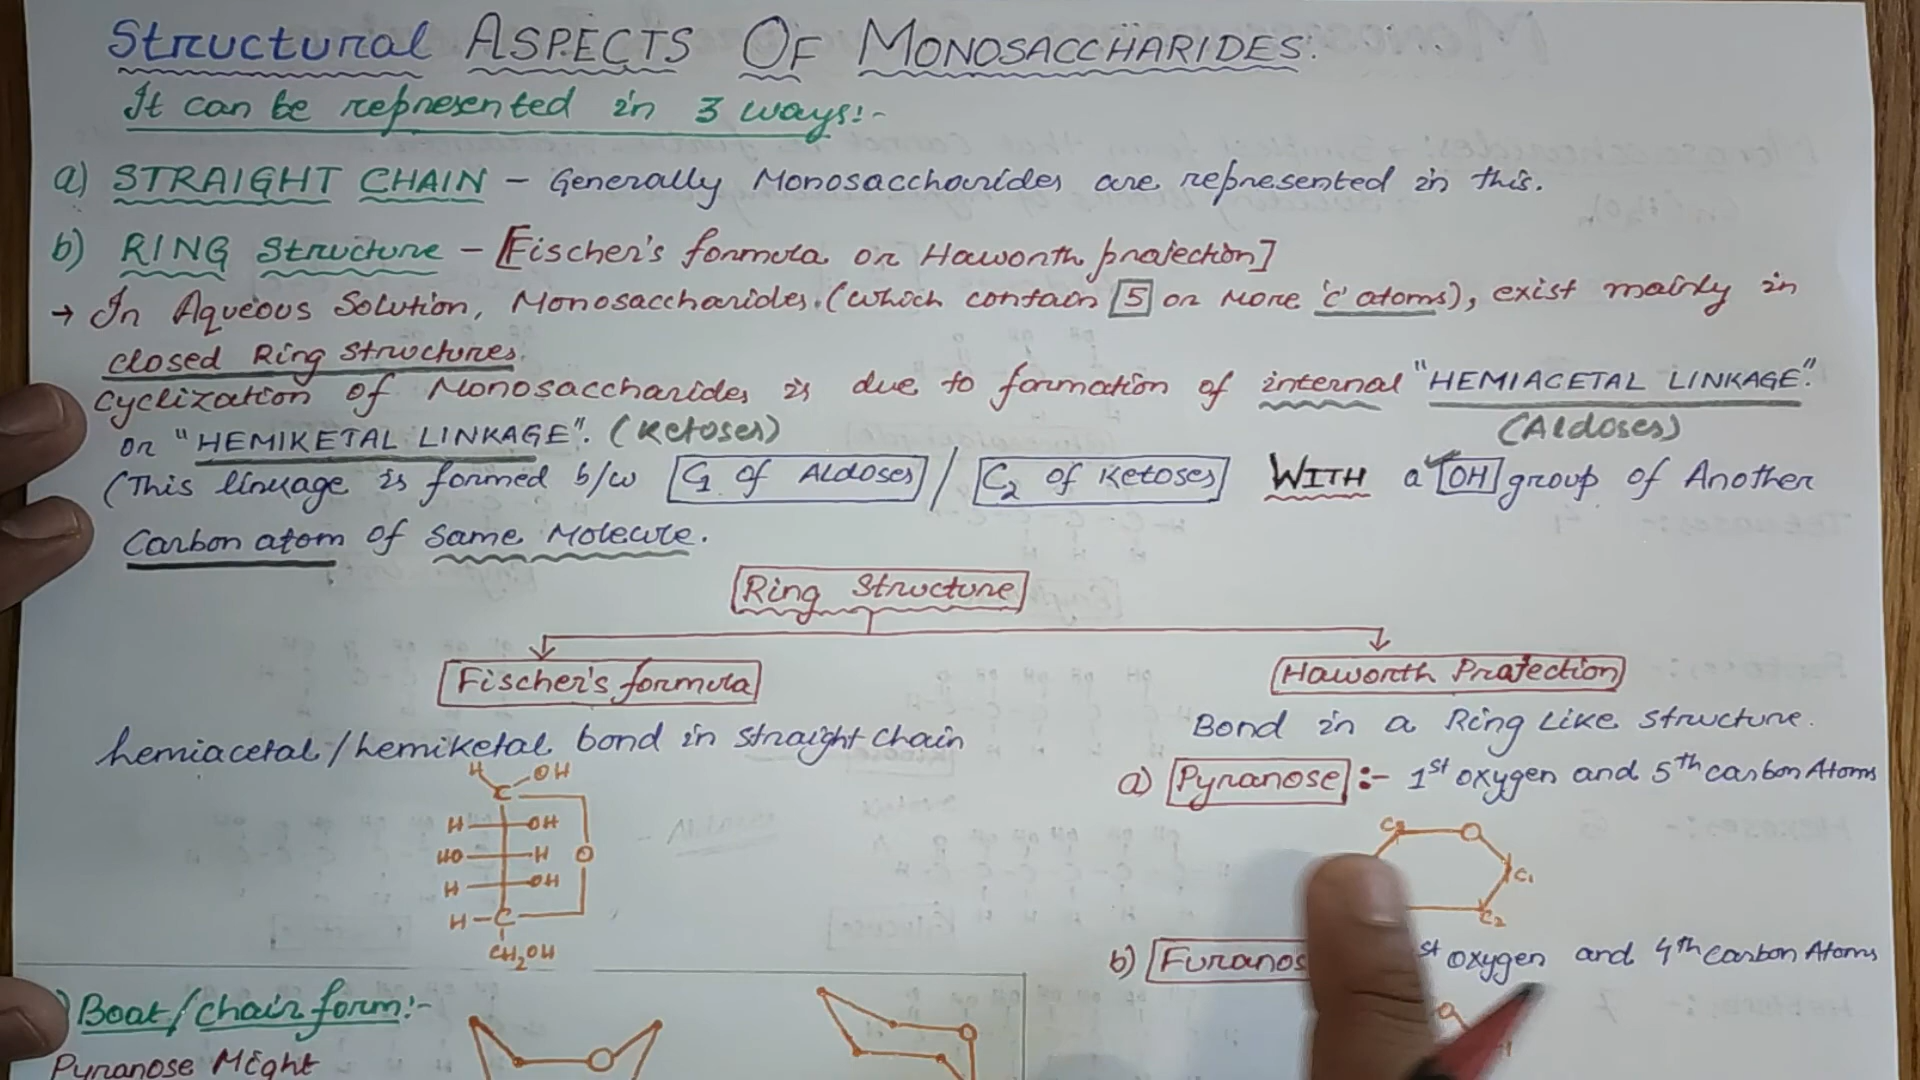 Structural ASPECTS OF MONOSACCHARIDES:
It can be represented in 3 ways:-
a) STRAIGHT CHAIN - Generally Monosaccharides are represented in this.
b) RING Structure - [Fischer's formula or Haworth projection]
→ In Aqueous Solution, Monosaccharides (which contain 5 or more 'c' atoms), exist mainly in
closed Ring Structures.
Cyclization of Monosaccharides is due to formation of internal "HEMIACETAL LINKAGE".
(Aldoses)
or "HEMIKETAL LINKAGE". (Ketoses)
(This linkage is formed b/w C1 of Aldoses / C2 of Ketoses WITH a OH group of Another
Carbon atom of Same Molecule.
Ring Structure
Fischer's formula
Haworth Projection
hemiacetal/hemiketal bond in straight chain
Bond in a Ring Like structure.
H OH
C
H OH
HO H O
H OH
H-C
CH2OH
a) Pyranose :- 1st oxygen and 5th carbon Atoms
O
C1
C2
b) Furanos
st oxygen and 4th carbon Atoms
O
Boat/chair form:-
Pyranose Might